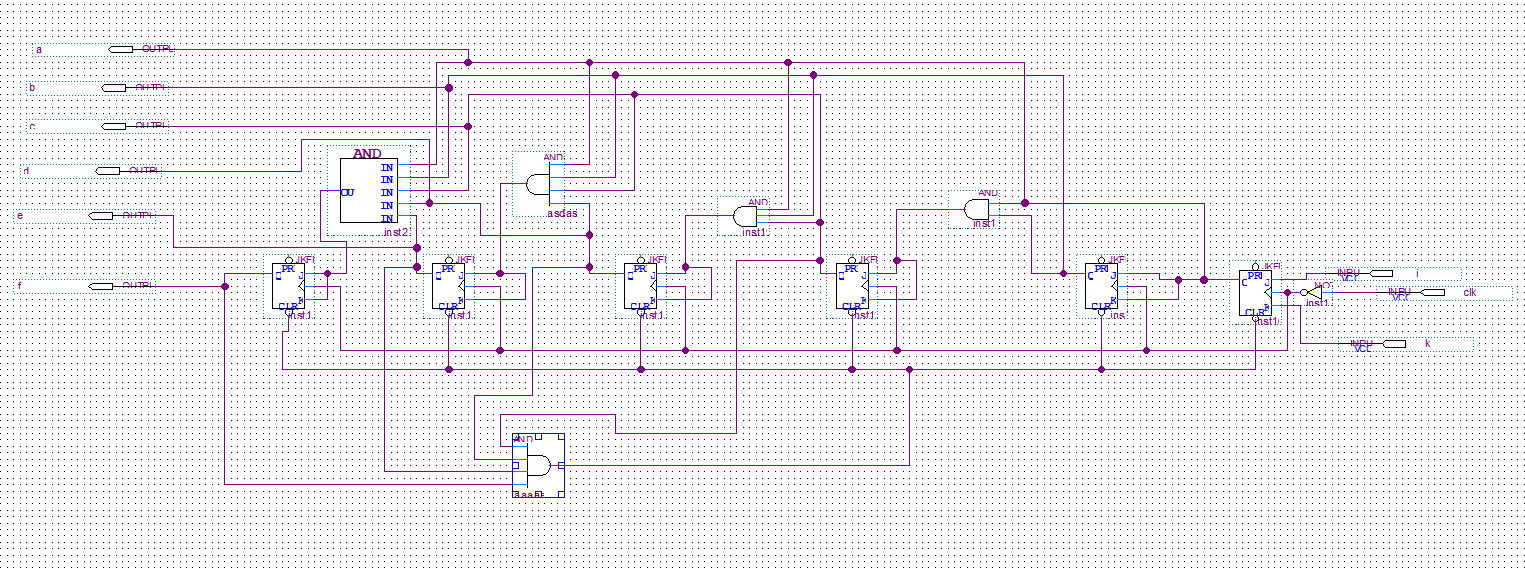 a OUTPU
b OUTPU
c OUTPU
d OUTPU
e OUTPU
f OUTPU
AND
IN
IN
IN
IN
IN
OU
inst2
AND
asdas
AND
inst1
AND
inst1
JKFF
PR
J
K
CLR
inst1
JKFF
PR
J
K
CLR
inst1
JKFF
PR
J
K
CLR
inst1
JKFF
PR
J
K
CLR
inst1
JKFF
PR
J
K
CLR
ins
JKFF
PR
CLR
inst1
NOT
inst1
INPU
VCC
i
INPU
VCC
clk
INPU
VCC
k
AND